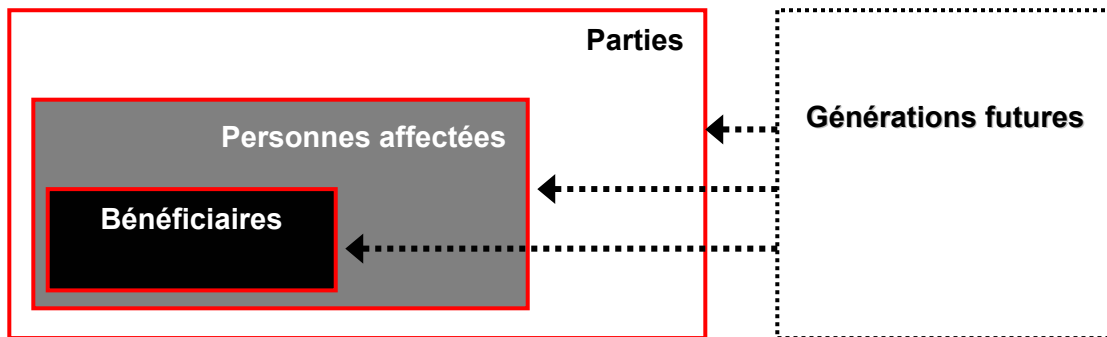 Parties
Générations futures
Personnes affectées
Bénéficiaires